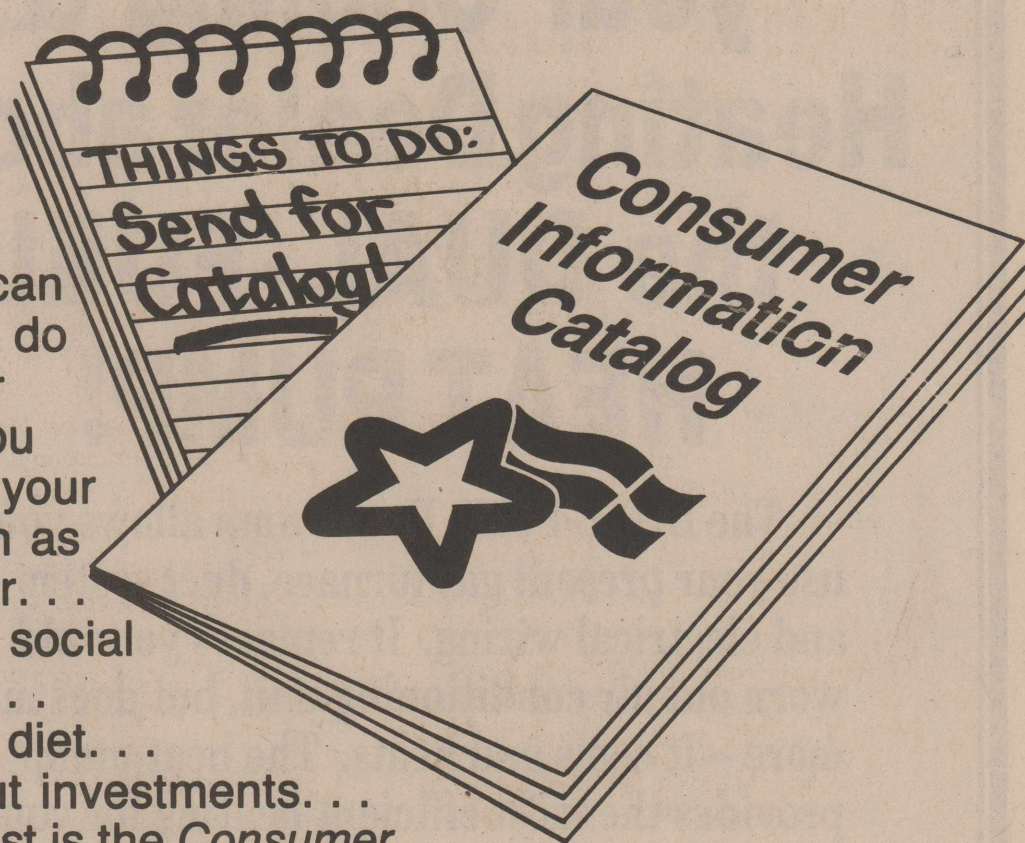 THINGS TO DO:
Send for
Catalog!
Consumer
Information
Catalog
can
do
ou
your
as
r. . .
social
. . .
diet. . .
ut investments. . .
st is the Consumer